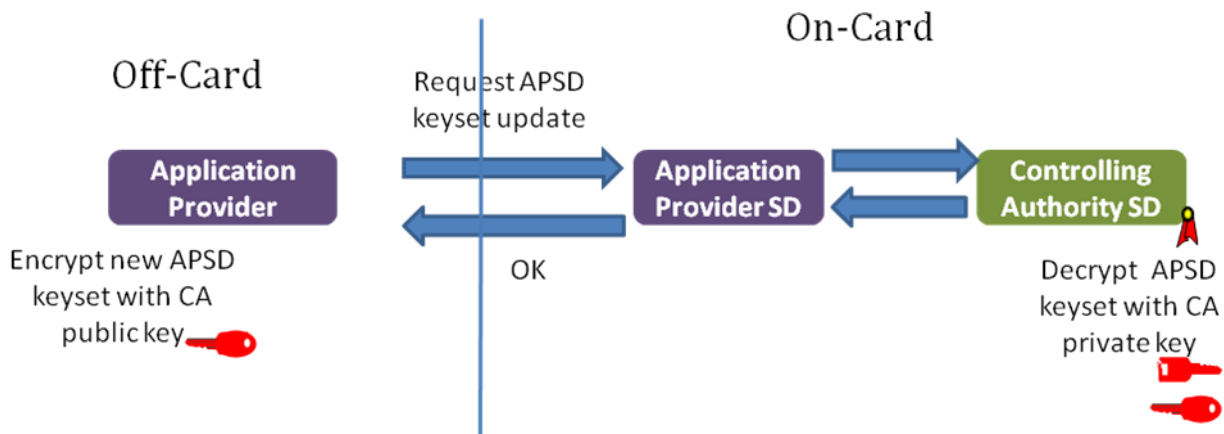 On-Card
Off-Card
Request APSD
keyset update
Application
Provider
Application
Provider SD
Controlling
Authority SD
Encrypt new APSD
keyset with CA
public key
OK
Decrypt APSD
keyset with CA
private key